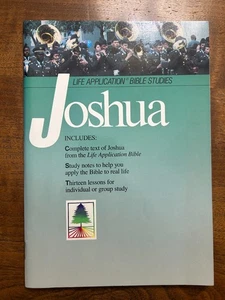 LIFE APPLICATION™ BIBLE STUDIES
Joshua
INCLUDES:
Complete text of Joshua
from the Life Application Bible
Study notes to help you
apply the Bible to real life
Thirteen lessons for
individual or group study